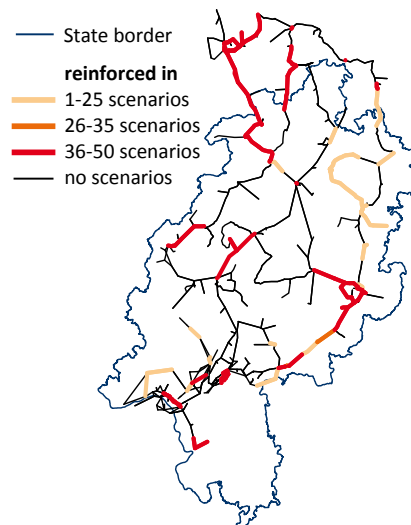 State border
reinforced in
1-25 scenarios
26-35 scenarios
36-50 scenarios
no scenarios